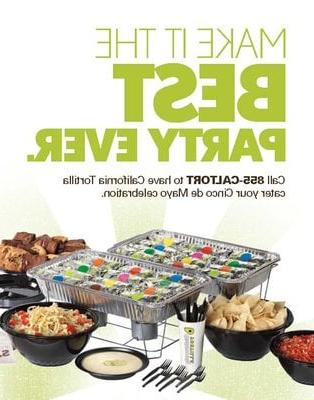 MAKE IT THE
BEST
PARTY EVER.
Call 855-CALTORT to have California Tortilla
cater your Cinco de Mayo celebration.